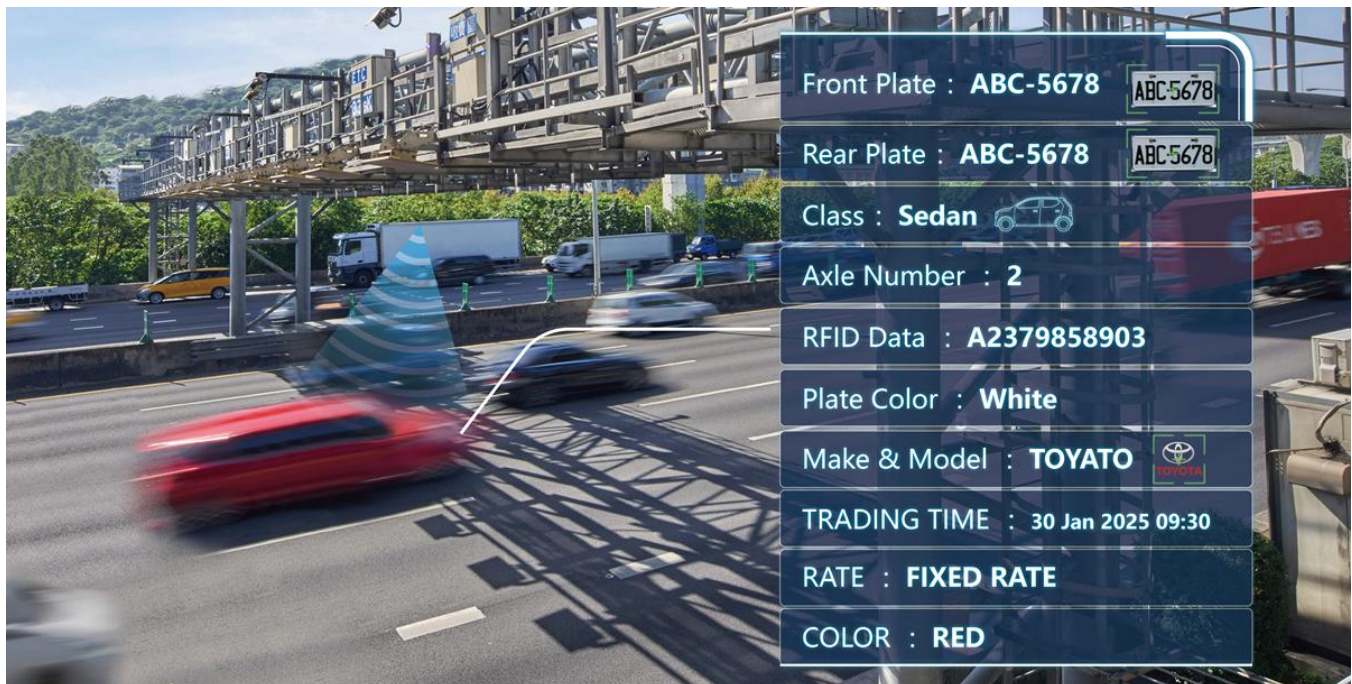 ETC
Front Plate : ABC-5678
ABC-5678
Rear Plate : ABC-5678
ABC-5678
Class : Sedan
Axle Number : 2
RFID Data : A2379858903
Plate Color : White
Make & Model : TOYATO
TOYOTA
TRADING TIME : 30 Jan 2025 09:30
RATE : FIXED RATE
COLOR : RED